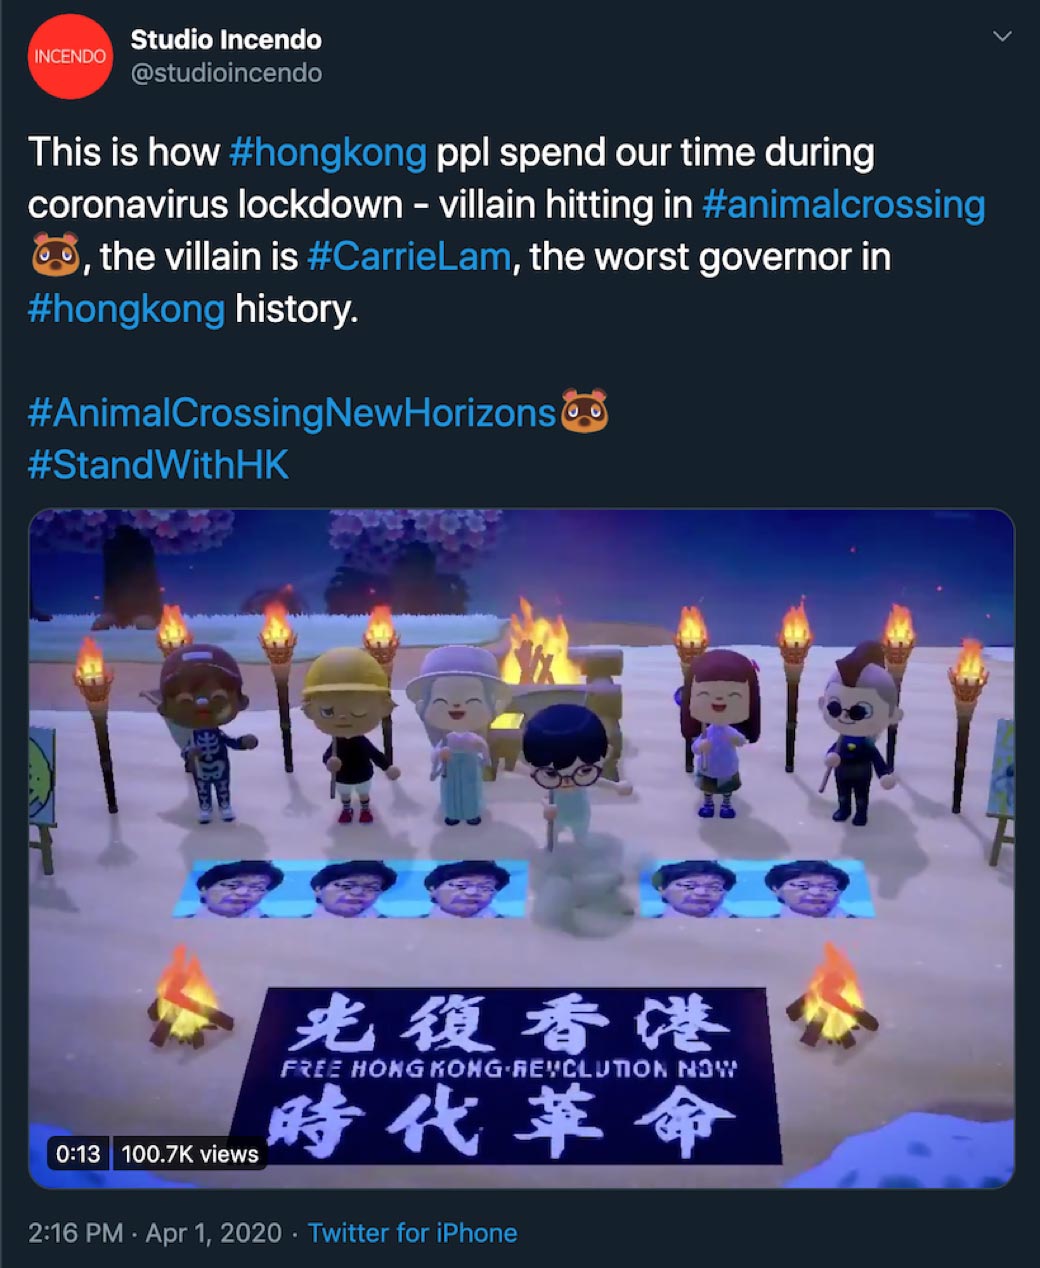 INCENDO
Studio Incendo
@studioincendo
This is how #hongkong ppl spend our time during
coronavirus lockdown - villain hitting in #animalcrossing
, the villain is #CarrieLam, the worst governor in
#hongkong history.
#AnimalCrossingNewHorizons
#StandWithHK
光復香港
FREE HONG KONG·REVOLUTION NOW
時代革命
0:13 100.7K views
2:16 PM · Apr 1, 2020 · Twitter for iPhone